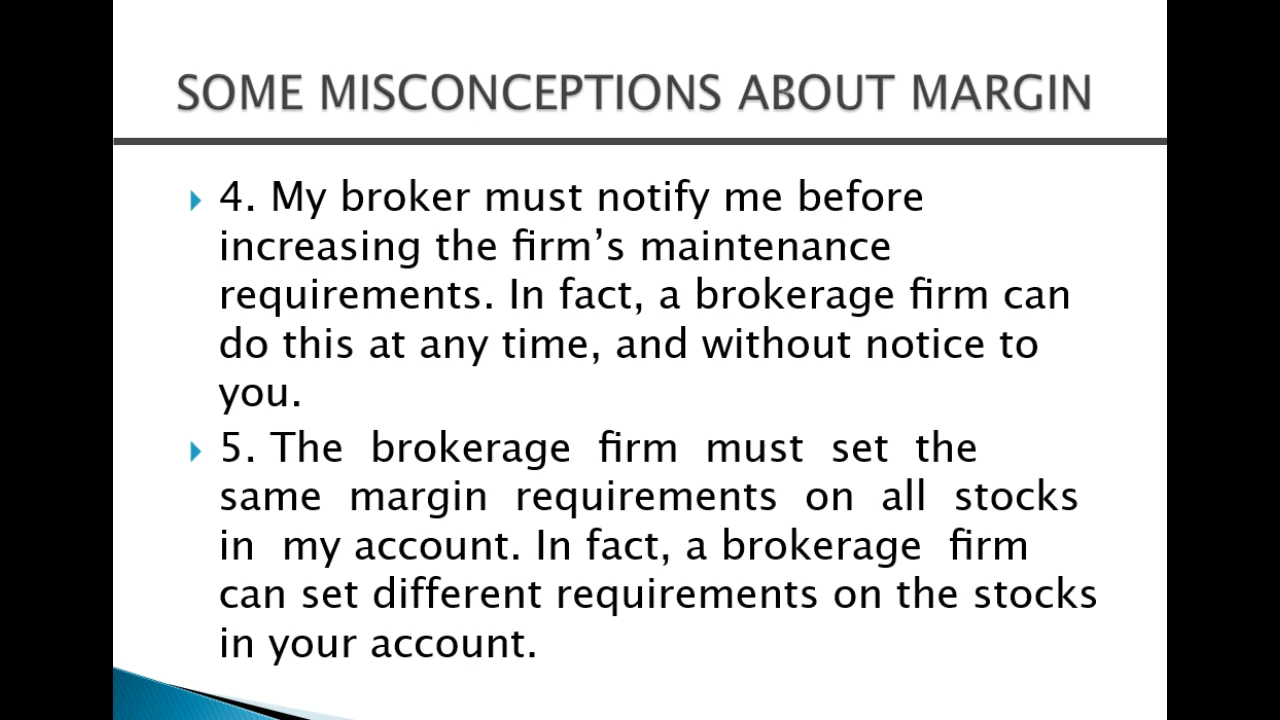 SOME MISCONCEPTIONS ABOUT MARGIN
4. My broker must notify me before
increasing the firm’s maintenance
requirements. In fact, a brokerage firm can
do this at any time, and without notice to
you.
5. The brokerage firm must set the
same margin requirements on all stocks
in my account. In fact, a brokerage firm
can set different requirements on the stocks
in your account.